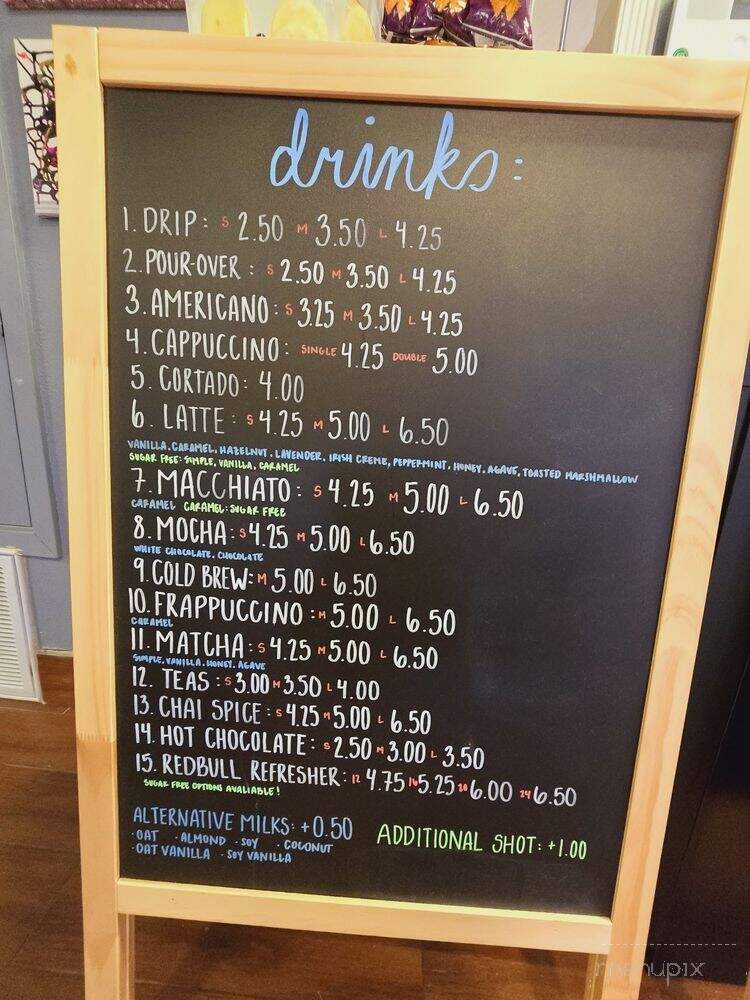 drinks:
1. DRIP: S 2.50 M 3.50 L 4.25
2. POUR-OVER: S 2.50 M 3.50 L 4.25
3. AMERICANO: S 3.25 M 3.50 L 4.25
4. CAPPUCCINO: SINGLE 4.25 DOUBLE 5.00
5. CORTADO: 4.00
6. LATTE: S 4.25 M 5.00 L 6.50
VANILLA, CARAMEL, HAZELNUT, LAVENDER, IRISH CREME, PEPPERMINT, HONEY, AGAVE, TOASTED MARSHMALLOW
SUGAR FREE: SIMPLE, VANILLA, CARAMEL
7. MACCHIATO: S 4.25 M 5.00 L 6.50
CARAMEL CARAMEL: SUGAR FREE
8. MOCHA: S 4.25 M 5.00 L 6.50
WHITE CHOCOLATE, CHOCOLATE
9. COLD BREW: M 5.00 L 6.50
10. FRAPPUCCINO: M 5.00 L 6.50
CARAMEL
11. MATCHA: S 4.25 M 5.00 L 6.50
SIMPLE, VANILLA, HONEY, AGAVE
12. TEAS: S 3.00 M 3.50 L 4.00
13. CHAI SPICE: S 4.25 M 5.00 L 6.50
14. HOT CHOCOLATE: S 2.50 M 3.00 L 3.50
15. REDBULL REFRESHER: 12 4.75 16 5.25 20 6.00 24 6.50
SUGAR FREE OPTIONS AVALIABLE!
ALTERNATIVE MILKS: +0.50
·OAT ·ALMOND ·SOY ·COCONUT
·OAT VANILLA ·SOY VANILLA
ADDITIONAL SHOT: +1.00
menupix